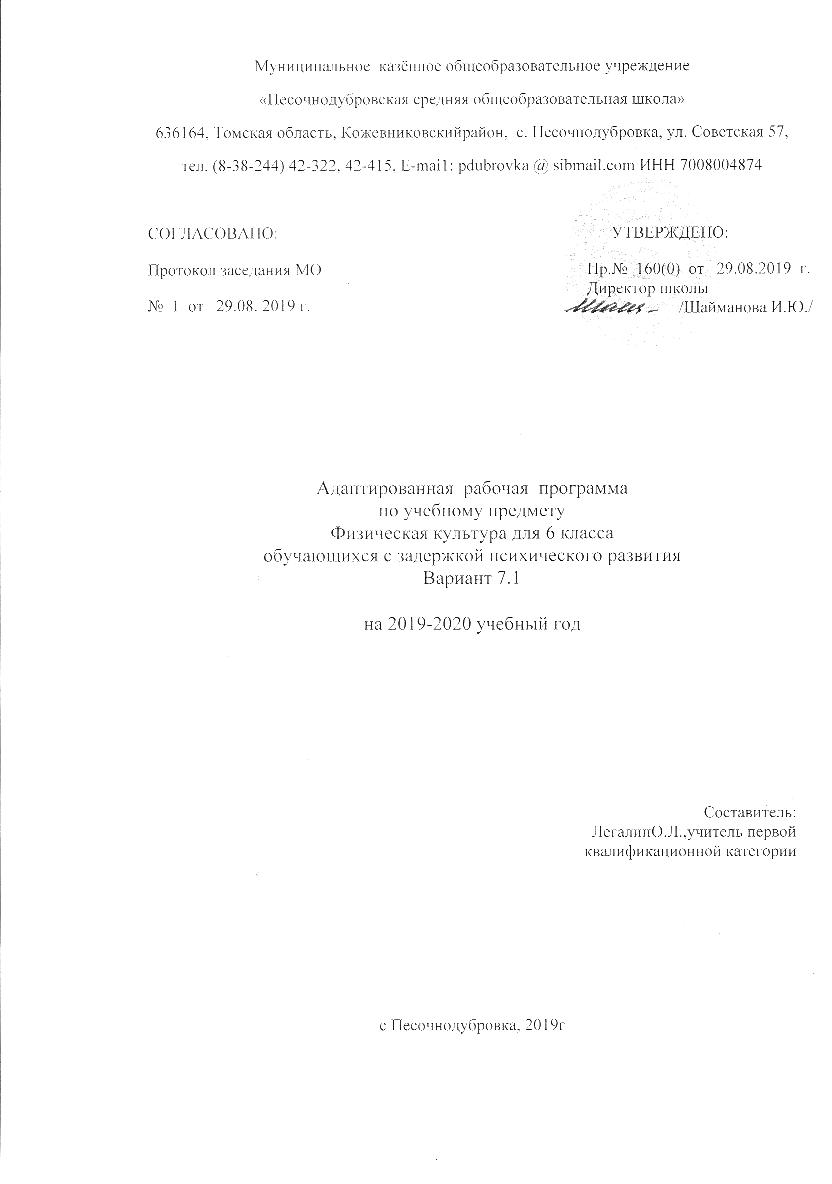 Муниципальное казённое общеобразовательное учреждение
«Песочнодубровская средняя общеобразовательная школа»
636164, Томская область, Кожевниковскийрайон, с. Песочнодубровка, ул. Советская 57,
тел. (8-38-244) 42-322, 42-415, E-mail: pdubrovka @ sibmail.com ИНН 7008004874
СОГЛАСОВАНО:
Протокол заседания МО
№ 1 от 29.08. 2019 г.
УТВЕРЖДЕНО:
Пр.№ 160(0) от 29.08.2019 г.
Директор школы
/Шайманова И.Ю./
Адаптированная рабочая программа
по учебному предмету
Физическая культура для 6 класса
обучающихся с задержкой психического развития
Вариант 7.1
на 2019-2020 учебный год
Составитель:
ЛегалинО.Л.,учитель первой
квалификационной категории
с Песочнодубровка, 2019г